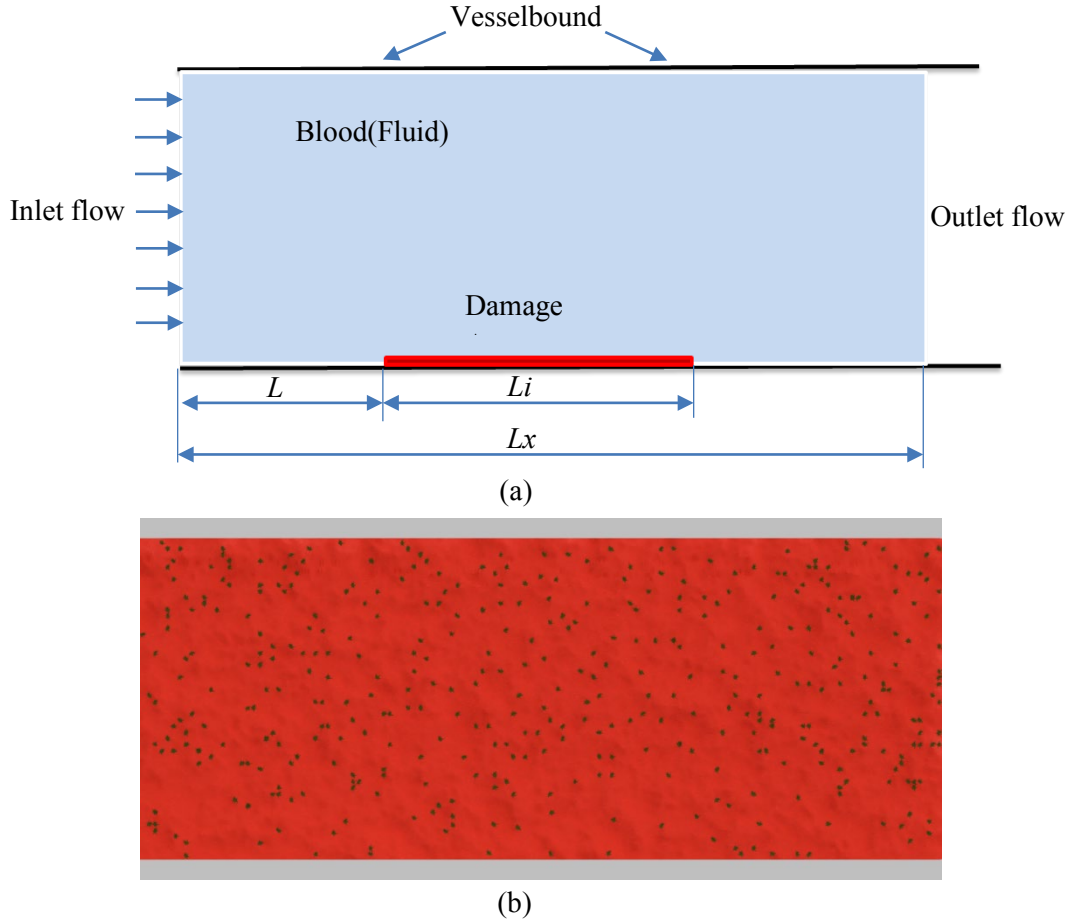 Vesselbound
Blood(Fluid)
Inlet flow
Outlet flow
Damage
L
Li
Lx
(a)
(b)